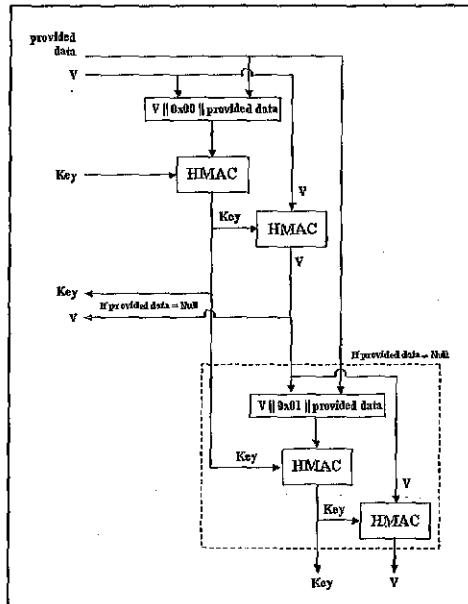 provided
data
V
V || 0x00 || provided data
Key
HMAC
V
Key
HMAC
V
Key
If provided data = Null
V
If provided data ≠ Null
V || 0x01 || provided data
Key
HMAC
V
Key
HMAC
Key
V